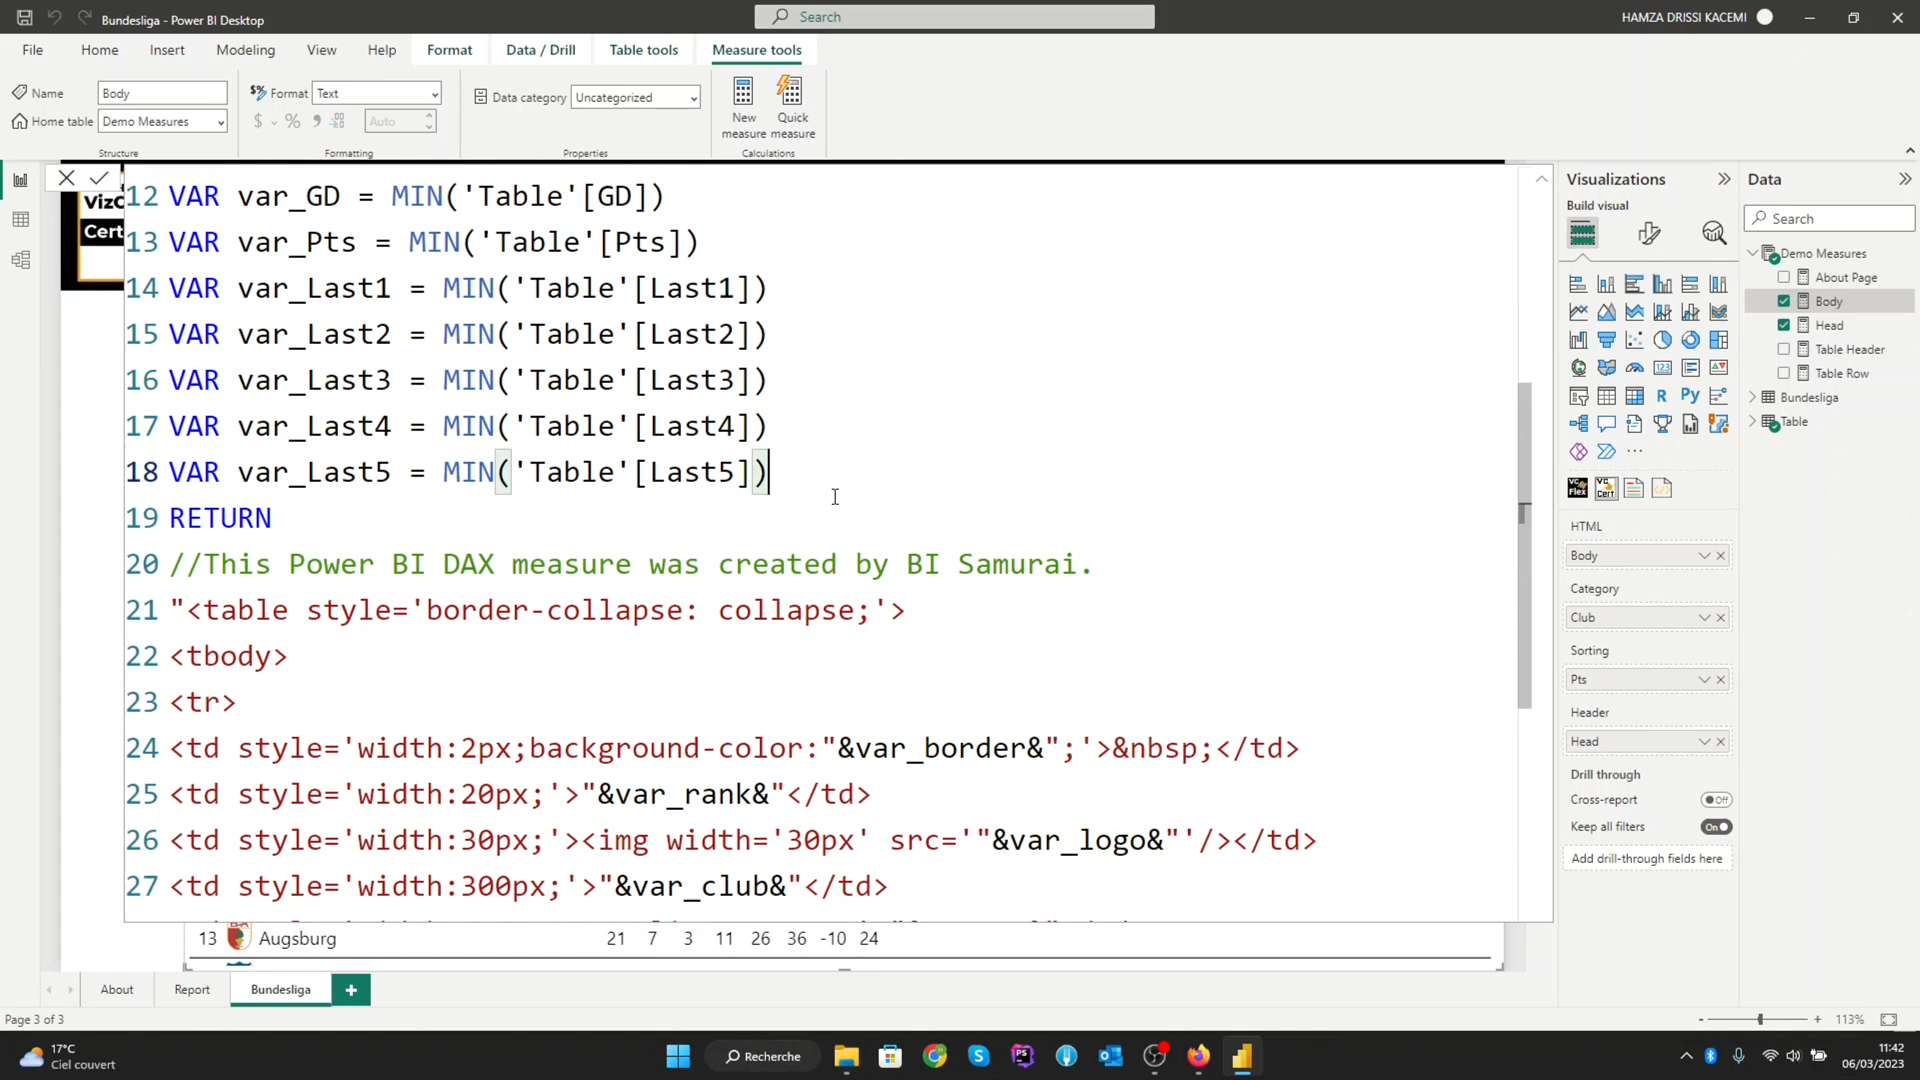 Bundesliga - Power BI Desktop
Search
HAMZA DRISSI KACEMI
File Home Insert Modeling View Help Format Data / Drill Table tools Measure tools
Name Body
Home table Demo Measures
Structure
$% Format Text
$ % Auto
Formatting
Data category Uncategorized
Properties
New measure
Quick measure
Calculations
VizC
Cert
12 VAR var_GD = MIN('Table'[GD])
13 VAR var_Pts = MIN('Table'[Pts])
14 VAR var_Last1 = MIN('Table'[Last1])
15 VAR var_Last2 = MIN('Table'[Last2])
16 VAR var_Last3 = MIN('Table'[Last3])
17 VAR var_Last4 = MIN('Table'[Last4])
18 VAR var_Last5 = MIN('Table'[Last5])
19 RETURN
20 //This Power BI DAX measure was created by BI Samurai.
21 "<table style='border-collapse: collapse;'>
22 <tbody>
23 <tr>
24 <td style='width:2px;background-color:"&var_border&";'>&nbsp;</td>
25 <td style='width:20px;'>"&var_rank&"</td>
26 <td style='width:30px;'><img width='30px' src='"&var_logo&"'/></td>
27 <td style='width:300px;'>"&var_club&"</td>
13 Augsburg 21 7 3 11 26 36 -10 24
Visualizations
Build visual
R Py
VC Flex
VC Cert
HTML
Body
Category
Club
Sorting
Pts
Header
Head
Drill through
Cross-report Off
Keep all filters On
Add drill-through fields here
Data
Search
Demo Measures
About Page
Body
Head
Table Header
Table Row
Bundesliga
Table
About Report Bundesliga
Page 3 of 3
113%
17°C
Ciel couvert
Recherche
11:42
06/03/2023